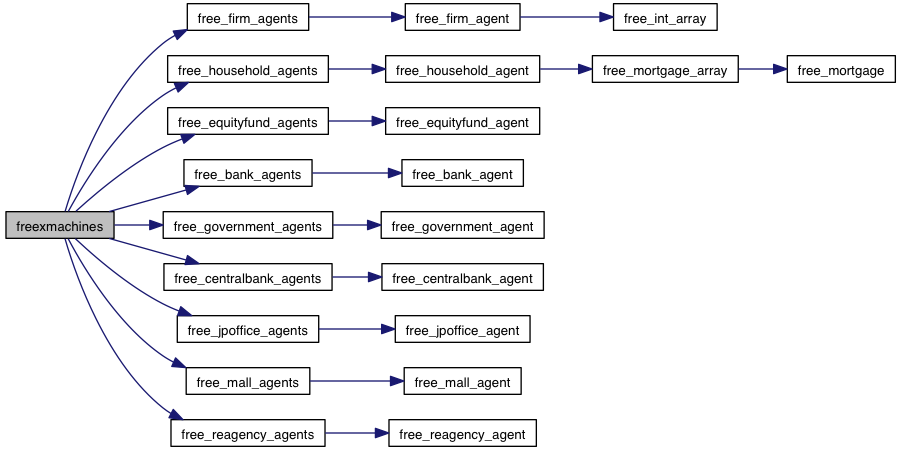 free_firm_agents
free_firm_agent
free_int_array
free_household_agents
free_household_agent
free_mortgage_array
free_mortgage
free_equityfund_agents
free_equityfund_agent
free_bank_agents
free_bank_agent
freexmachines
free_government_agents
free_government_agent
free_centralbank_agents
free_centralbank_agent
free_jpoffice_agents
free_jpoffice_agent
free_mall_agents
free_mall_agent
free_reagency_agents
free_reagency_agent